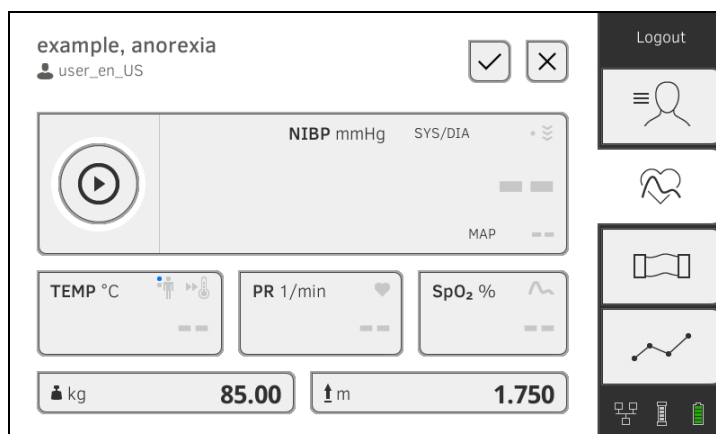 example, anorexia
user_en_US
Logout
NIBP mmHg SYS/DIA
-- --
MAP --
TEMP °C
--
PR 1/min
--
SpO₂ %
--
kg 85.00
m 1.750